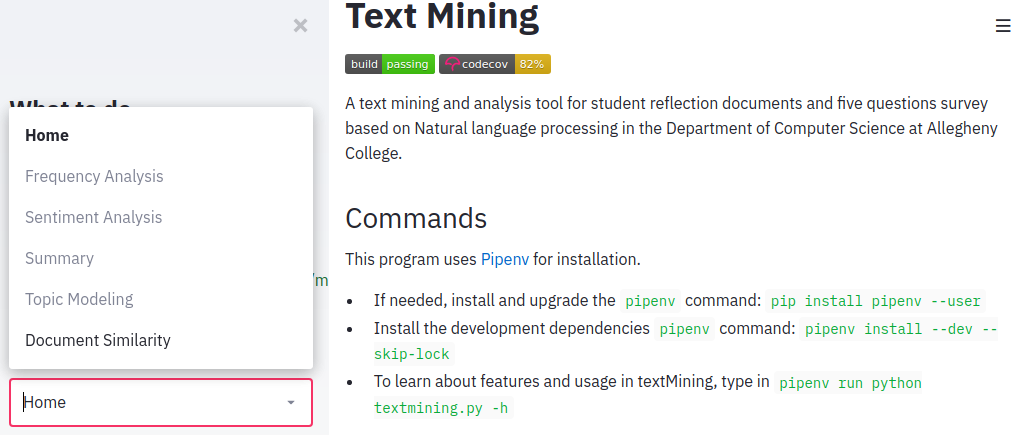 ×
What to do
Home
Frequency Analysis
Sentiment Analysis
Summary
Topic Modeling
Document Similarity
/m
Home
Text Mining
build passing codecov 82%
A text mining and analysis tool for student reflection documents and five questions survey
based on Natural language processing in the Department of Computer Science at Allegheny
College.
Commands
This program uses Pipenv for installation.
• If needed, install and upgrade the pipenv command: pip install pipenv --user
• Install the development dependencies pipenv command: pipenv install --dev --
skip-lock
• To learn about features and usage in textMining, type in pipenv run python
textmining.py -h